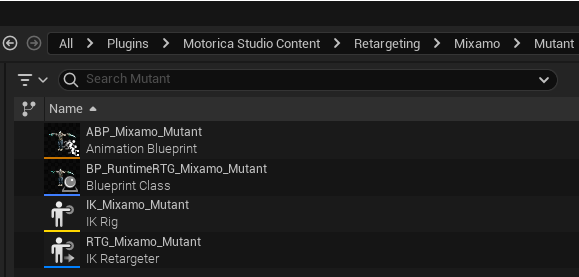 All > Plugins > Motorica Studio Content > Retargeting > Mixamo > Mutant
Search Mutant
Name
ABP_Mixamo_Mutant
Animation Blueprint
BP_RuntimeRTG_Mixamo_Mutant
Blueprint Class
IK_Mixamo_Mutant
IK Rig
RTG_Mixamo_Mutant
IK Retargeter